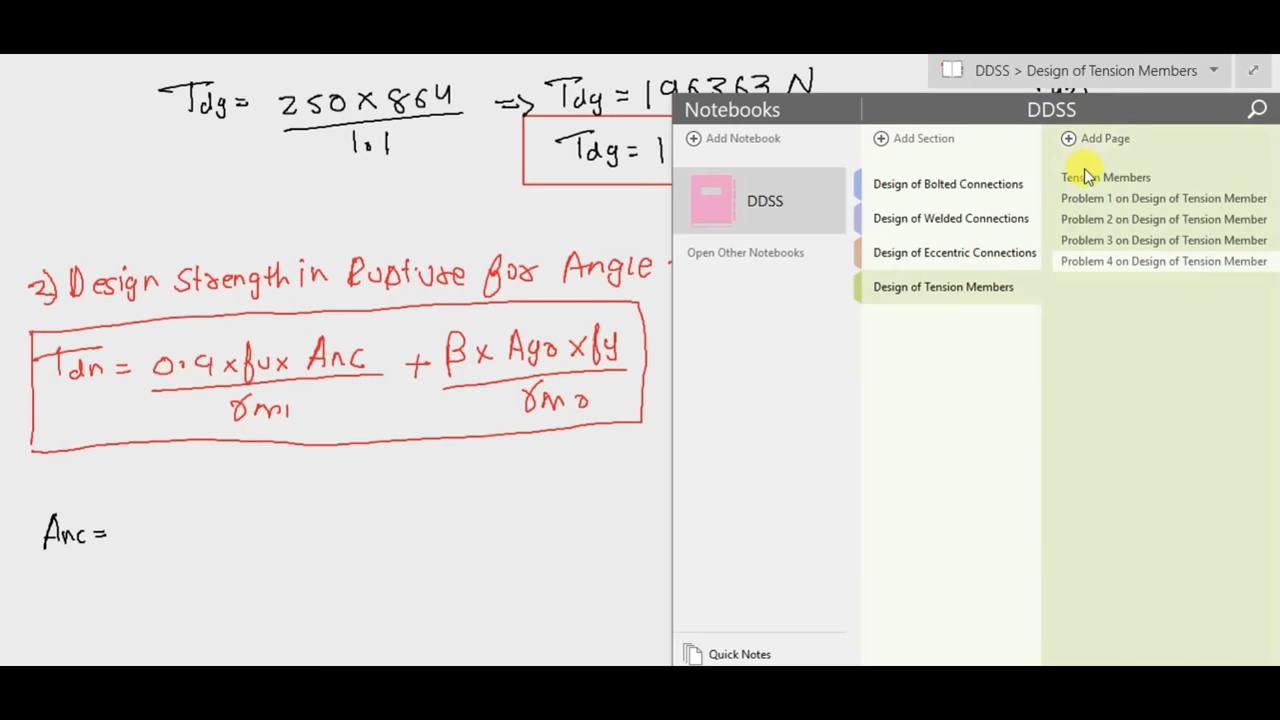 Tdg = 250 × 864 / 1.1 => Tdg = 196363 N
Tdg = 1
2) Design Strength in Rupture for Angle
Tdn = 0.9 × fu × Anc / γm1 + β × Ago × fy / γm0
Anc =
DDSS > Design of Tension Members
Notebooks
DDSS
Add Notebook
Add Section
Add Page
DDSS
Open Other Notebooks
Design of Bolted Connections
Design of Welded Connections
Design of Eccentric Connections
Design of Tension Members
Tension Members
Problem 1 on Design of Tension Member
Problem 2 on Design of Tension Member
Problem 3 on Design of Tension Member
Problem 4 on Design of Tension Member
Quick Notes